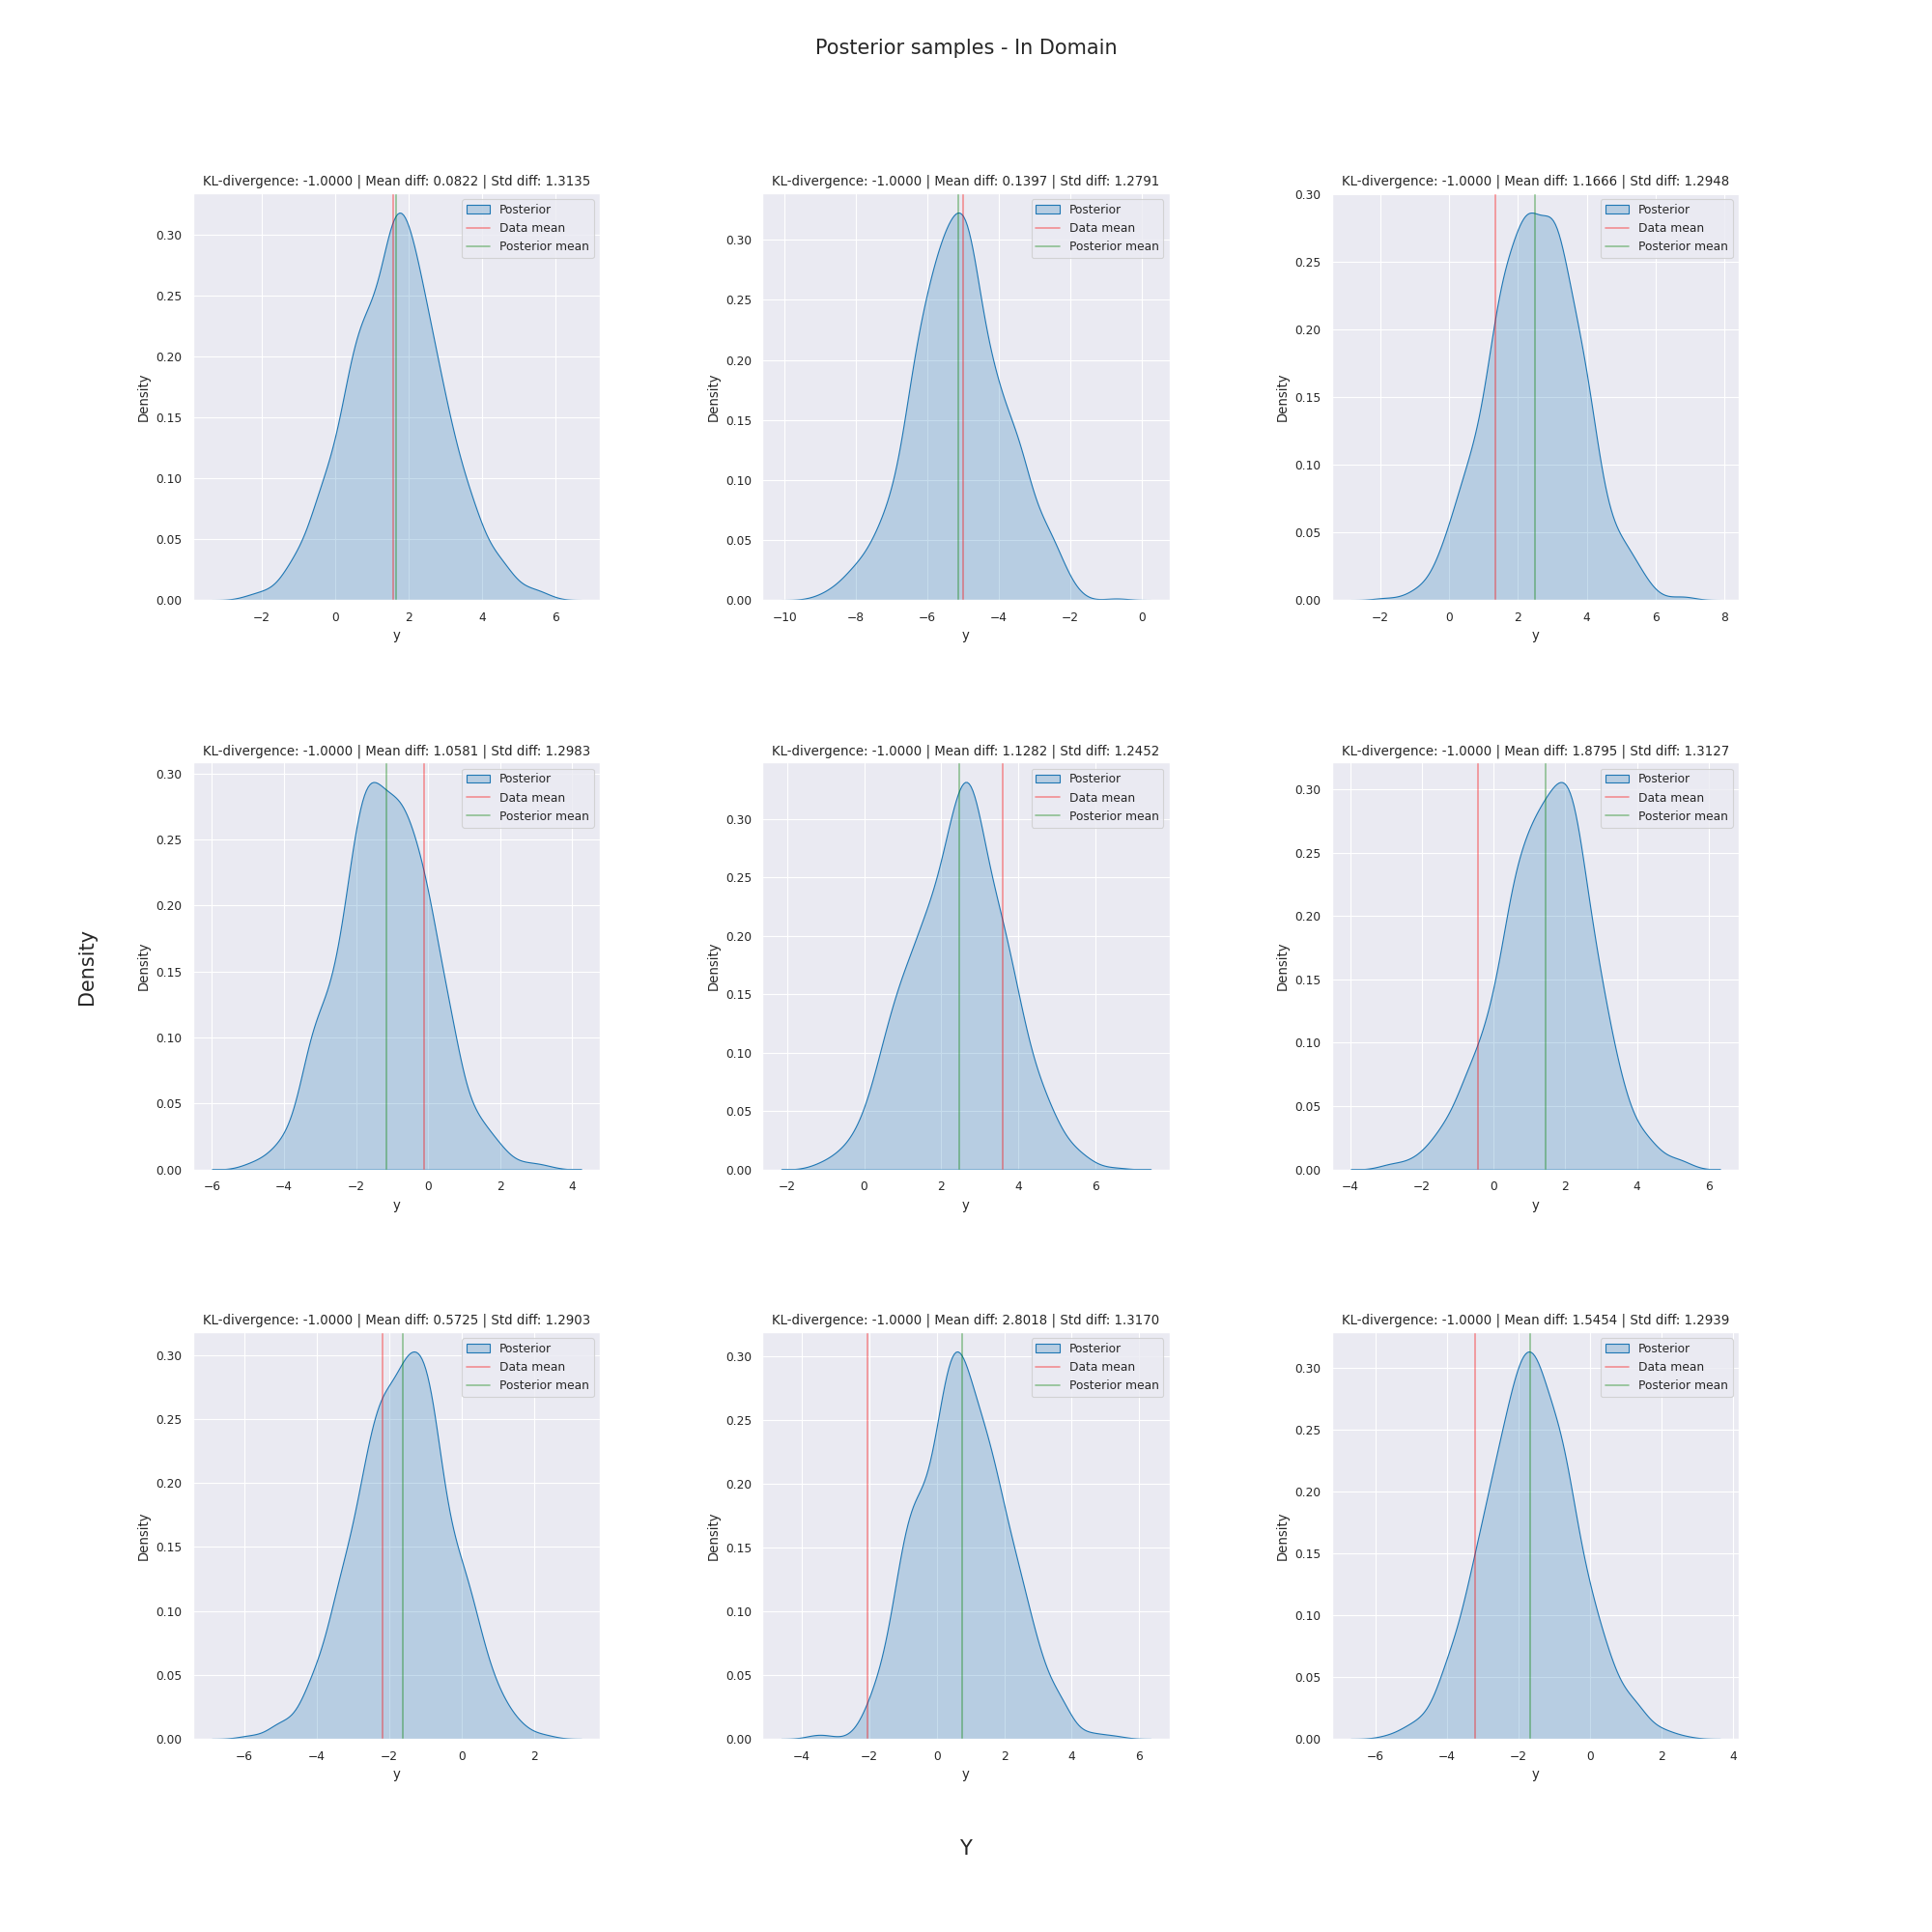 Posterior samples - In Domain
KL-divergence: -1.0000 | Mean diff: 0.0822 | Std diff: 1.3135
Posterior
Data mean
Posterior mean
0.30
0.25
0.20
0.15
0.10
0.05
0.00
Density
−2 0 2 4 6
y
KL-divergence: -1.0000 | Mean diff: 0.1397 | Std diff: 1.2791
Posterior
Data mean
Posterior mean
0.30
0.25
0.20
0.15
0.10
0.05
0.00
Density
−10 −8 −6 −4 −2 0
y
KL-divergence: -1.0000 | Mean diff: 1.1666 | Std diff: 1.2948
Posterior
Data mean
Posterior mean
0.30
0.25
0.20
0.15
0.10
0.05
0.00
Density
−2 0 2 4 6 8
y
Density
KL-divergence: -1.0000 | Mean diff: 1.0581 | Std diff: 1.2983
Posterior
Data mean
Posterior mean
0.30
0.25
0.20
0.15
0.10
0.05
0.00
Density
−6 −4 −2 0 2 4
y
KL-divergence: -1.0000 | Mean diff: 1.1282 | Std diff: 1.2452
Posterior
Data mean
Posterior mean
0.30
0.25
0.20
0.15
0.10
0.05
0.00
Density
−2 0 2 4 6
y
KL-divergence: -1.0000 | Mean diff: 1.8795 | Std diff: 1.3127
Posterior
Data mean
Posterior mean
0.30
0.25
0.20
0.15
0.10
0.05
0.00
Density
−4 −2 0 2 4 6
y
KL-divergence: -1.0000 | Mean diff: 0.5725 | Std diff: 1.2903
Posterior
Data mean
Posterior mean
0.30
0.25
0.20
0.15
0.10
0.05
0.00
Density
−6 −4 −2 0 2
y
KL-divergence: -1.0000 | Mean diff: 2.8018 | Std diff: 1.3170
Posterior
Data mean
Posterior mean
0.30
0.25
0.20
0.15
0.10
0.05
0.00
Density
−4 −2 0 2 4 6
y
KL-divergence: -1.0000 | Mean diff: 1.5454 | Std diff: 1.2939
Posterior
Data mean
Posterior mean
0.30
0.25
0.20
0.15
0.10
0.05
0.00
Density
−6 −4 −2 0 2 4
y
Y